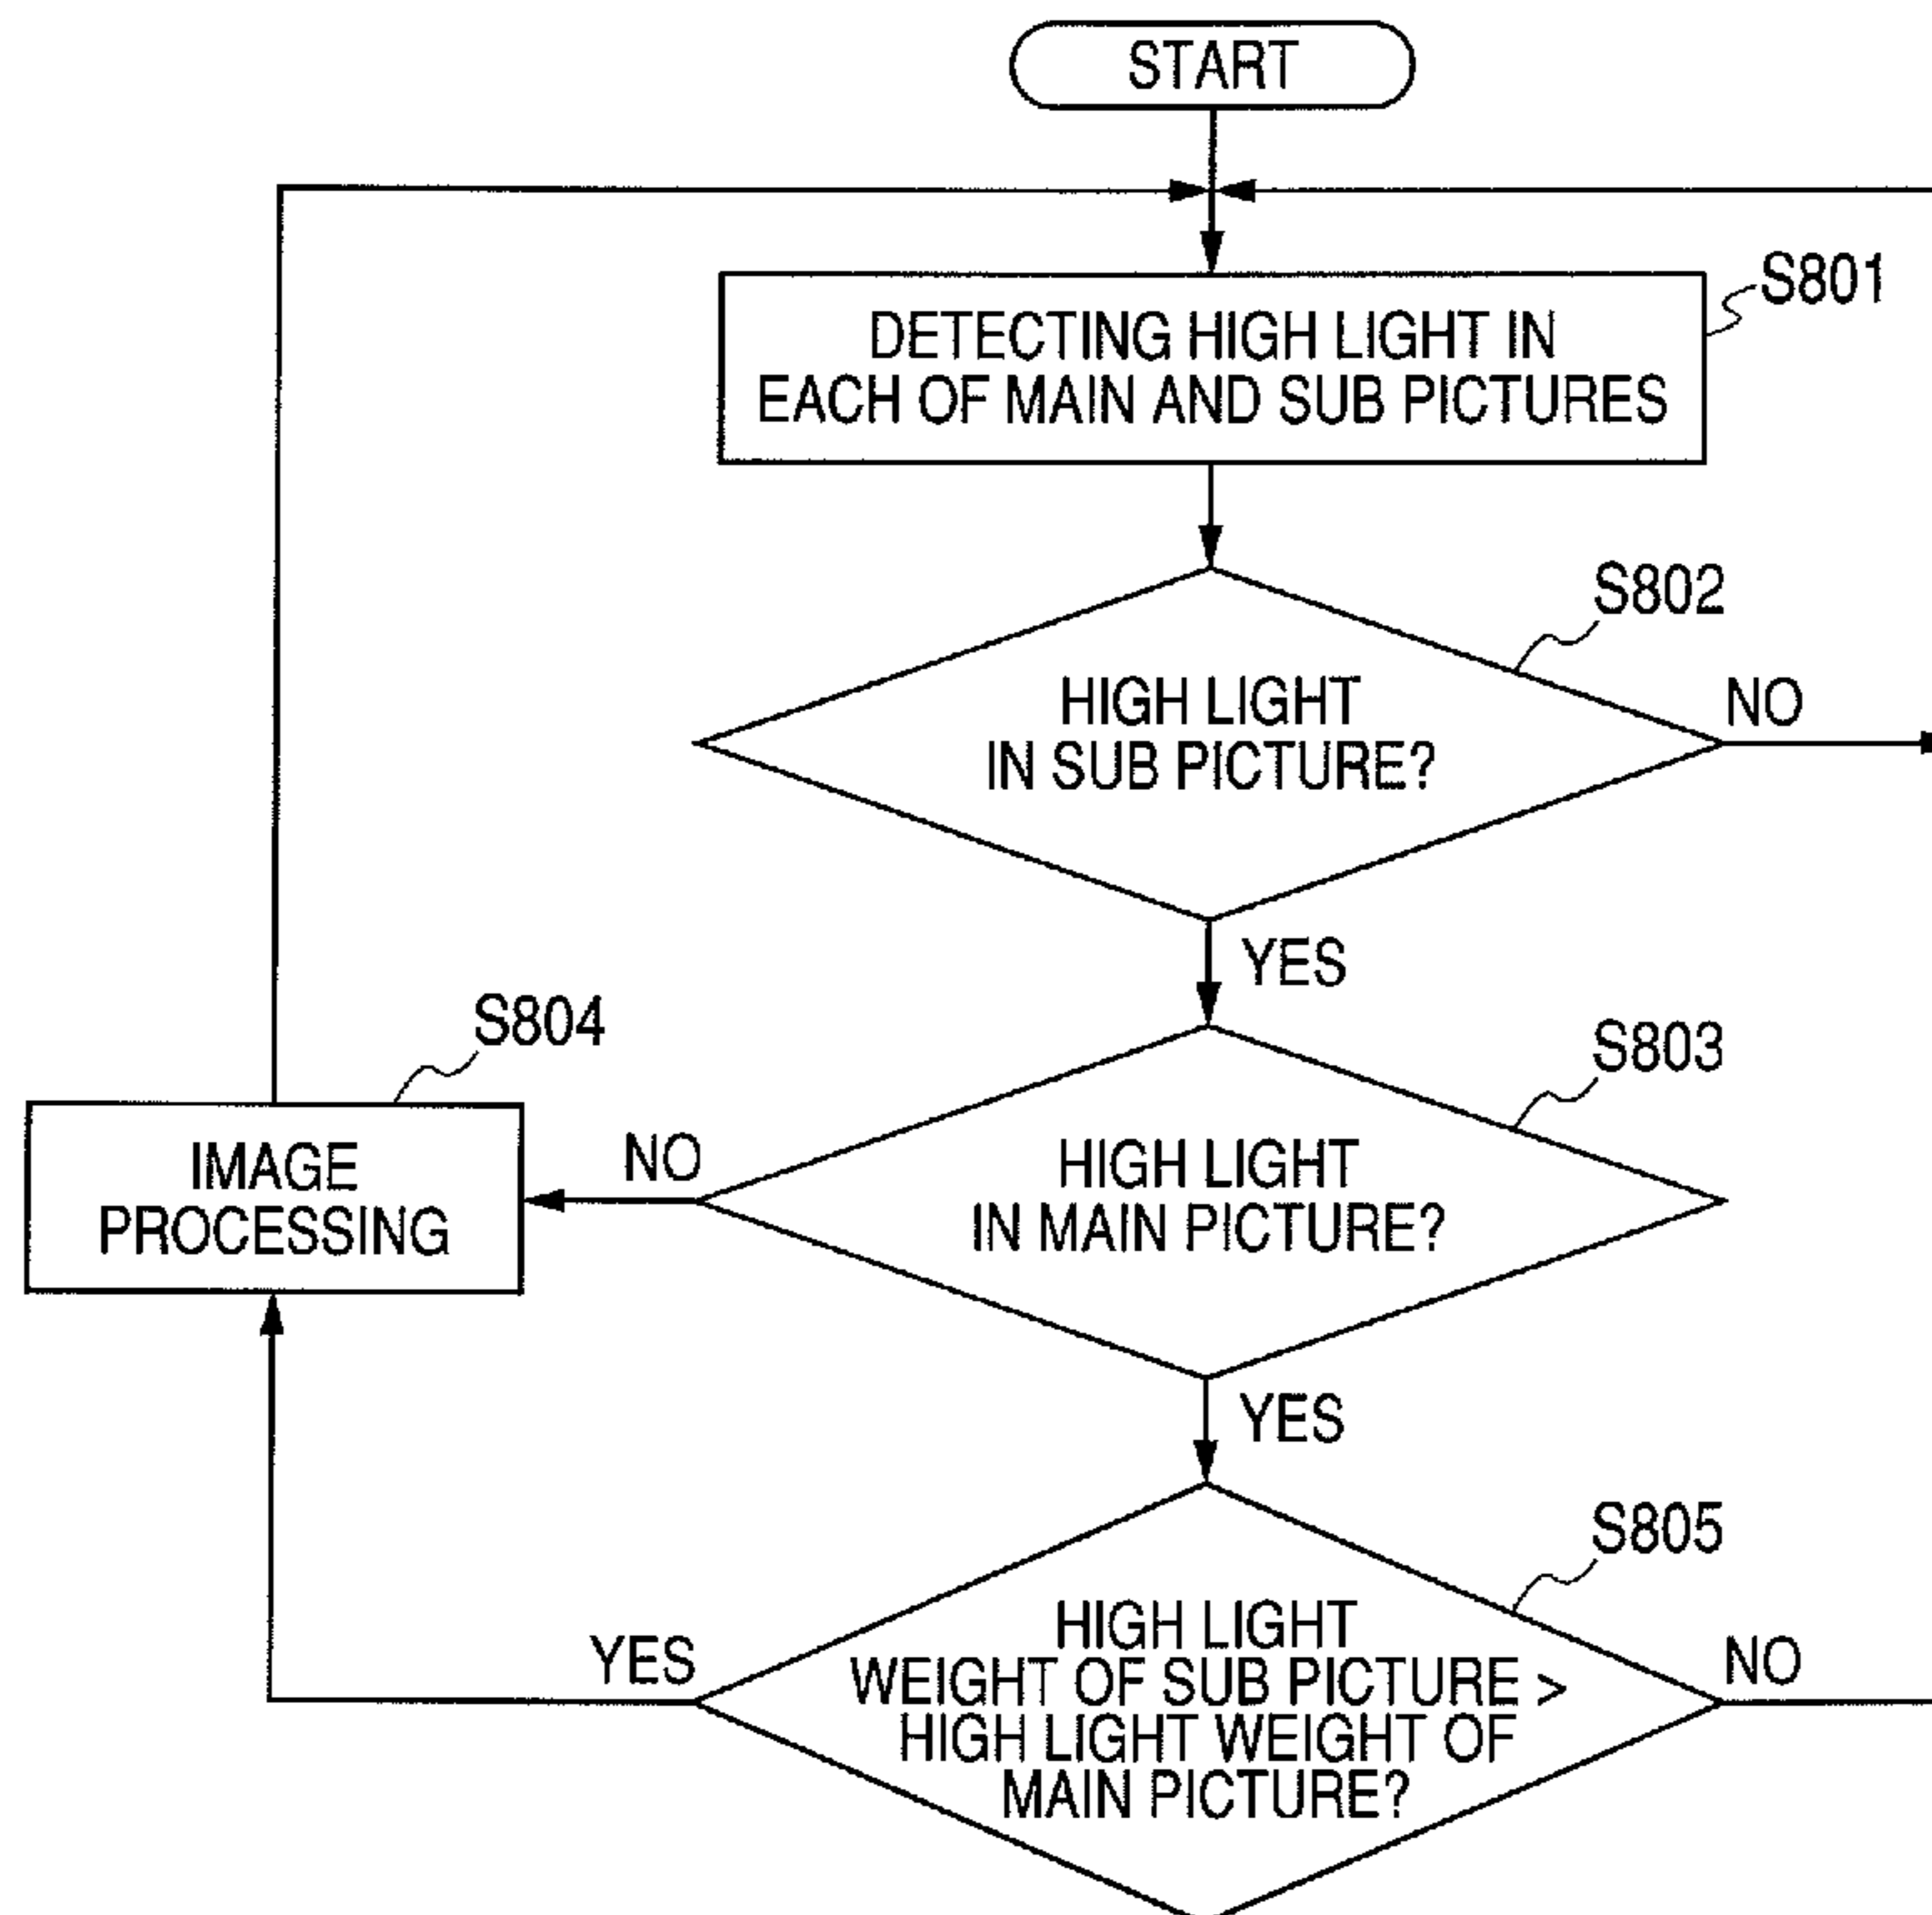 START
S801
DETECTING HIGH LIGHT IN
EACH OF MAIN AND SUB PICTURES
S802
HIGH LIGHT
IN SUB PICTURE?
NO
YES
S804
S803
IMAGE
PROCESSING
NO
HIGH LIGHT
IN MAIN PICTURE?
YES
S805
HIGH LIGHT
WEIGHT OF SUB PICTURE >
HIGH LIGHT WEIGHT OF
MAIN PICTURE?
YES
NO